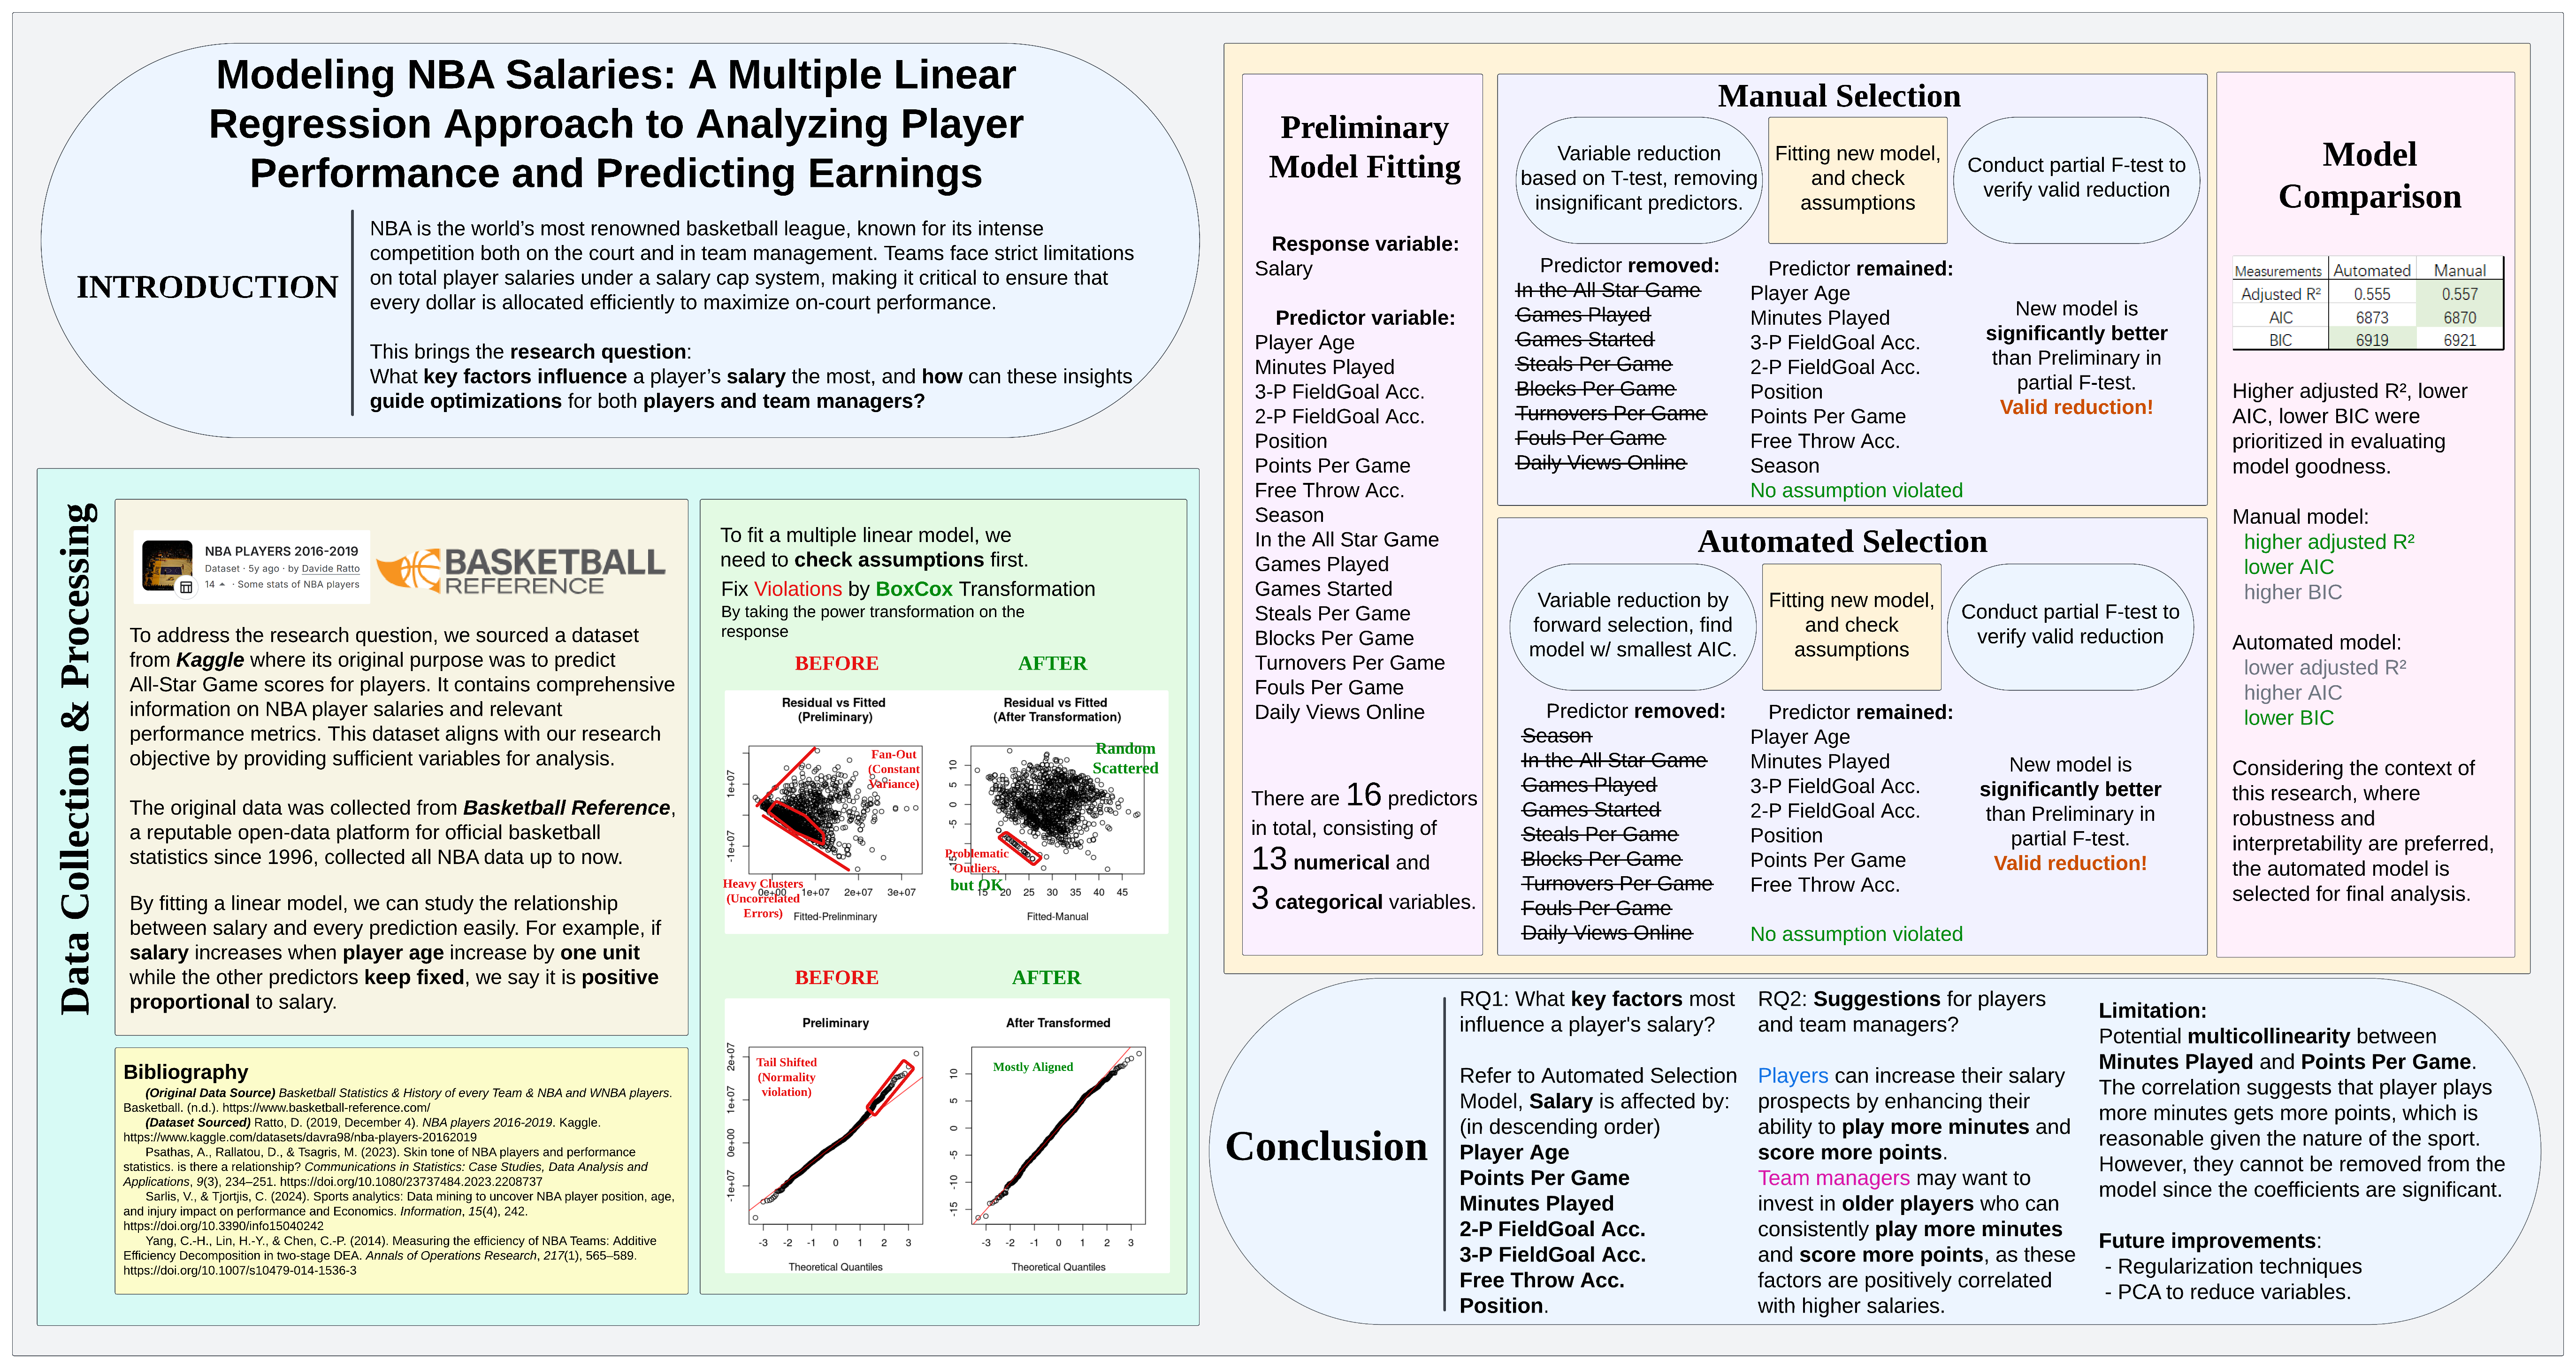 Modeling NBA Salaries: A Multiple Linear
Regression Approach to Analyzing Player
Performance and Predicting Earnings
INTRODUCTION
NBA is the world’s most renowned basketball league, known for its intense
competition both on the court and in team management. Teams face strict limitations
on total player salaries under a salary cap system, making it critical to ensure that
every dollar is allocated efficiently to maximize on-court performance.
This brings the research question:
What key factors influence a player’s salary the most, and how can these insights
guide optimizations for both players and team managers?
Data Collection & Processing
NBA PLAYERS 2016-2019
Dataset · 5y ago · by Davide Ratto
14 · Some stats of NBA players
BASKETBALL
REFERENCE
To address the research question, we sourced a dataset
from Kaggle where its original purpose was to predict
All-Star Game scores for players. It contains comprehensive
information on NBA player salaries and relevant
performance metrics. This dataset aligns with our research
objective by providing sufficient variables for analysis.
The original data was collected from Basketball Reference,
a reputable open-data platform for official basketball
statistics since 1996, collected all NBA data up to now.
By fitting a linear model, we can study the relationship
between salary and every prediction easily. For example, if
salary increases when player age increase by one unit
while the other predictors keep fixed, we say it is positive
proportional to salary.
Bibliography
(Original Data Source) Basketball Statistics & History of every Team & NBA and WNBA players.
Basketball. (n.d.). https://www.basketball-reference.com/
(Dataset Sourced) Ratto, D. (2019, December 4). NBA players 2016-2019. Kaggle.
https://www.kaggle.com/datasets/davra98/nba-players-20162019
Psathas, A., Rallatou, D., & Tsagris, M. (2023). Skin tone of NBA players and performance
statistics. is there a relationship? Communications in Statistics: Case Studies, Data Analysis and
Applications, 9(3), 234–251. https://doi.org/10.1080/23737484.2023.2208737
Sarlis, V., & Tjortjis, C. (2024). Sports analytics: Data mining to uncover NBA player position, age,
and injury impact on performance and Economics. Information, 15(4), 242.
https://doi.org/10.3390/info15040242
Yang, C.-H., Lin, H.-Y., & Chen, C.-P. (2014). Measuring the efficiency of NBA Teams: Additive
Efficiency Decomposition in two-stage DEA. Annals of Operations Research, 217(1), 565–589.
https://doi.org/10.1007/s10479-014-1536-3
To fit a multiple linear model, we
need to check assumptions first.
Fix Violations by BoxCox Transformation
By taking the power transformation on the
response
BEFORE
AFTER
Residual vs Fitted
(Preliminary)
Fan-Out
(Constant
Variance)
1e+07
-1e+07
Heavy Clusters
(Uncorrelated
Errors)
0e+00 1e+07 2e+07 3e+07
Fitted-Prelinminary
Residual vs Fitted
(After Transformation)
Random
Scattered
10
5
0
-5
-15
Problematic
Outliers,
but OK
15 20 25 30 35 40 45
Fitted-Manual
BEFORE
AFTER
Preliminary
Tail Shifted
(Normality
violation)
2e+07
1e+07
0e+00
-1e+07
-3 -2 -1 0 1 2 3
Theoretical Quantiles
After Transformed
Mostly Aligned
10
5
0
-5
-10
-15
-3 -2 -1 0 1 2 3
Theoretical Quantiles
Preliminary
Model Fitting
Response variable:
Salary
Predictor variable:
Player Age
Minutes Played
3-P FieldGoal Acc.
2-P FieldGoal Acc.
Position
Points Per Game
Free Throw Acc.
Season
In the All Star Game
Games Played
Games Started
Steals Per Game
Blocks Per Game
Turnovers Per Game
Fouls Per Game
Daily Views Online
There are 16 predictors
in total, consisting of
13 numerical and
3 categorical variables.
Manual Selection
Variable reduction
based on T-test, removing
insignificant predictors.
Fitting new model,
and check
assumptions
Conduct partial F-test to
verify valid reduction
Predictor removed:
In the All Star Game
Games Played
Games Started
Steals Per Game
Blocks Per Game
Turnovers Per Game
Fouls Per Game
Daily Views Online
Predictor remained:
Player Age
Minutes Played
3-P FieldGoal Acc.
2-P FieldGoal Acc.
Position
Points Per Game
Free Throw Acc.
Season
No assumption violated
New model is
significantly better
than Preliminary in
partial F-test.
Valid reduction!
Automated Selection
Variable reduction by
forward selection, find
model w/ smallest AIC.
Fitting new model,
and check
assumptions
Conduct partial F-test to
verify valid reduction
Predictor removed:
Season
In the All Star Game
Games Played
Games Started
Steals Per Game
Blocks Per Game
Turnovers Per Game
Fouls Per Game
Daily Views Online
Predictor remained:
Player Age
Minutes Played
3-P FieldGoal Acc.
2-P FieldGoal Acc.
Position
Points Per Game
Free Throw Acc.
No assumption violated
New model is
significantly better
than Preliminary in
partial F-test.
Valid reduction!
Model
Comparison
Measurements Automated Manual
Adjusted R² 0.555 0.557
AIC 6873 6870
BIC 6919 6921
Higher adjusted R², lower
AIC, lower BIC were
prioritized in evaluating
model goodness.
Manual model:
higher adjusted R²
lower AIC
higher BIC
Automated model:
lower adjusted R²
higher AIC
lower BIC
Considering the context of
this research, where
robustness and
interpretability are preferred,
the automated model is
selected for final analysis.
Conclusion
RQ1: What key factors most
influence a player's salary?
Refer to Automated Selection
Model, Salary is affected by:
(in descending order)
Player Age
Points Per Game
Minutes Played
2-P FieldGoal Acc.
3-P FieldGoal Acc.
Free Throw Acc.
Position.
RQ2: Suggestions for players
and team managers?
Players can increase their salary
prospects by enhancing their
ability to play more minutes and
score more points.
Team managers may want to
invest in older players who can
consistently play more minutes
and score more points, as these
factors are positively correlated
with higher salaries.
Limitation:
Potential multicollinearity between
Minutes Played and Points Per Game.
The correlation suggests that player plays
more minutes gets more points, which is
reasonable given the nature of the sport.
However, they cannot be removed from the
model since the coefficients are significant.
Future improvements:
- Regularization techniques
- PCA to reduce variables.